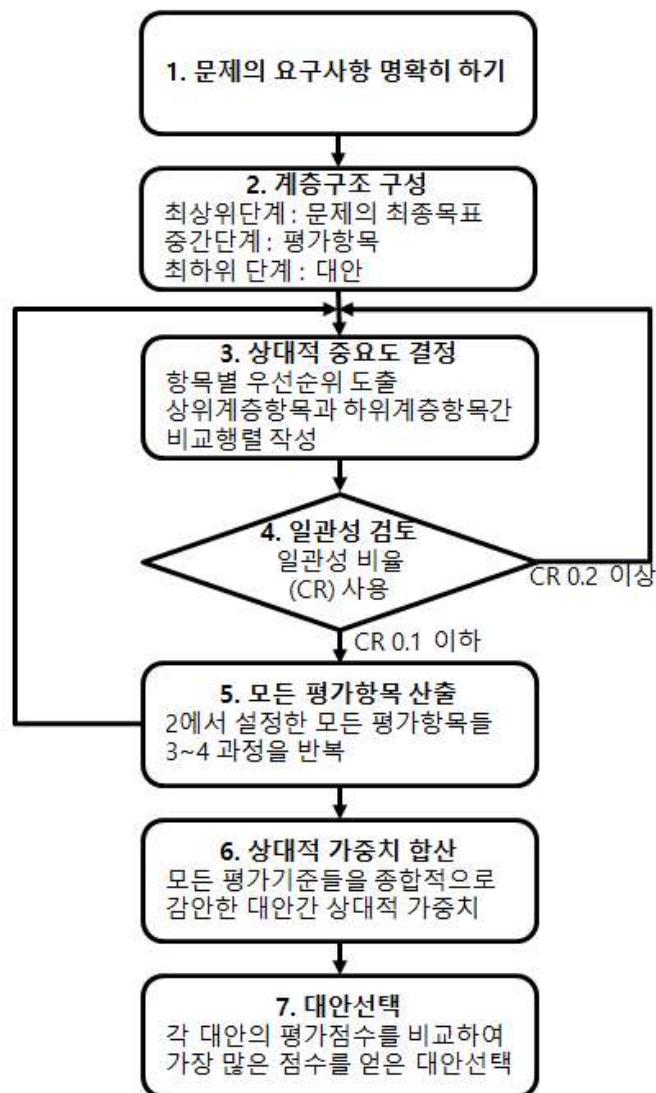 1. 문제의 요구사항 명확히 하기
2. 계층구조 구성
최상위단계 : 문제의 최종목표
중간단계 : 평가항목
최하위 단계 : 대안
3. 상대적 중요도 결정
항목별 우선순위 도출
상위계층항목과 하위계층항목간
비교행렬 작성
4. 일관성 검토
일관성 비율
(CR) 사용
CR 0.2 이상
CR 0.1 이하
5. 모든 평가항목 산출
2에서 설정한 모든 평가항목들
3~4 과정을 반복
6. 상대적 가중치 합산
모든 평가기준들을 종합적으로
감안한 대안간 상대적 가중치
7. 대안선택
각 대안의 평가점수를 비교하여
가장 많은 점수를 얻은 대안선택